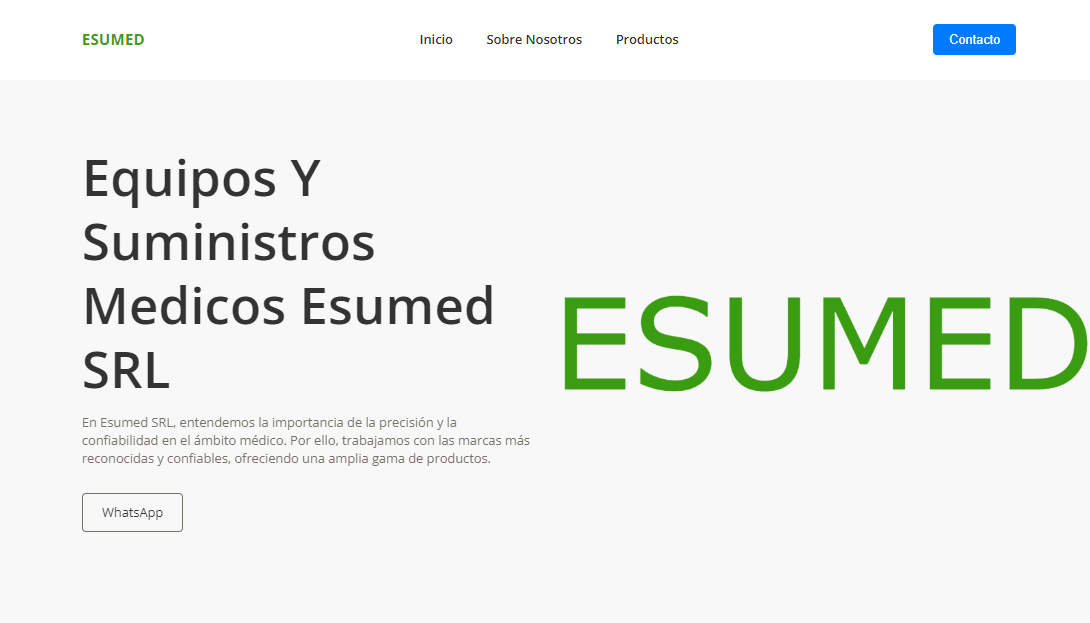 ESUMED
Inicio
Sobre Nosotros
Productos
Contacto
Equipos Y
Suministros
Medicos Esumed
SRL
En Esumed SRL, entendemos la importancia de la precisión y la
confiabilidad en el ámbito médico. Por ello, trabajamos con las marcas más
reconocidas y confiables, ofreciendo una amplia gama de productos.
WhatsApp
ESUMED